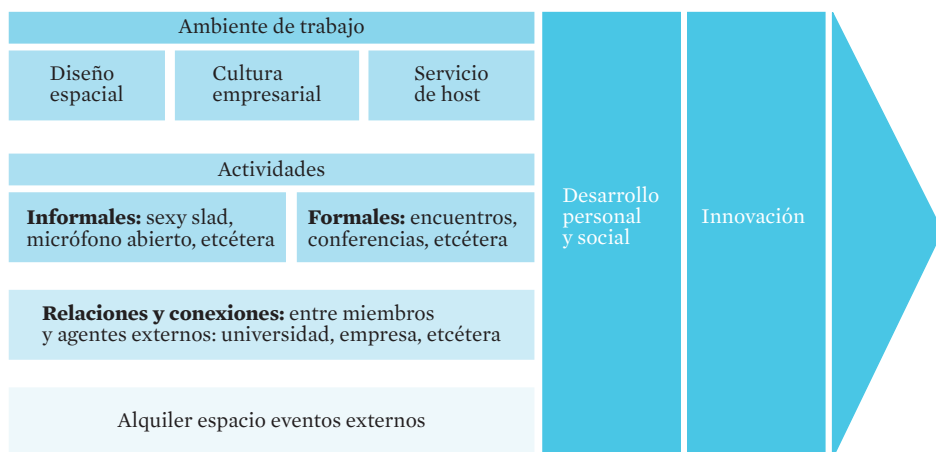 Ambiente de trabajo
Diseño
espacial
Cultura
empresarial
Servicio
de host
Actividades
Informales: sexy slad,
micrófono abierto, etcétera
Formales: encuentros,
conferencias, etcétera
Relaciones y conexiones: entre miembros
y agentes externos: universidad, empresa, etcétera
Alquiler espacio eventos externos
Desarrollo
personal
y social
Innovación